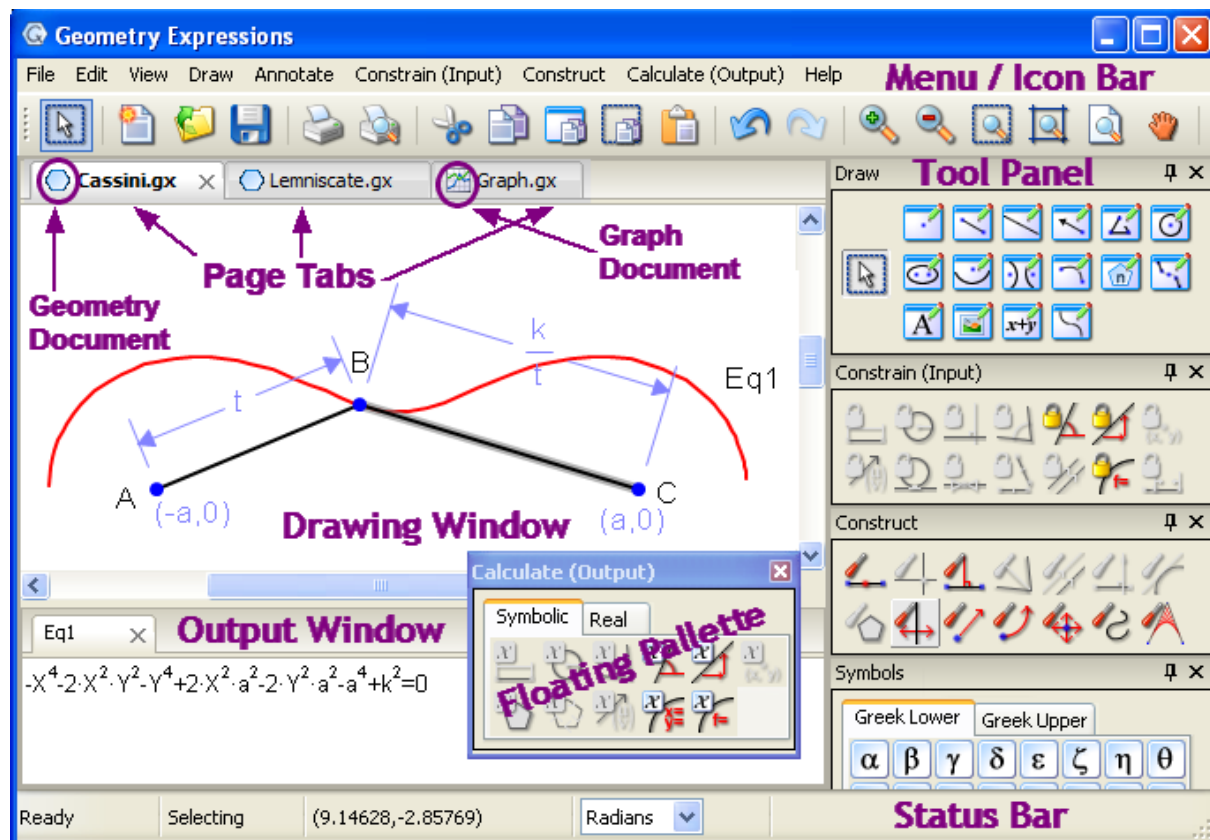 Geometry Expressions
File Edit View Draw Annotate Constrain (Input) Construct Calculate (Output) Help
Menu / Icon Bar
Cassini.gx
Lemniscate.gx
Graph.gx
Draw
Tool Panel
Page Tabs
Graph
Document
Geometry
Document
A
n
x+y
B
t
k
t
Eq1
A
(-a,0)
C
(a,0)
Drawing Window
Constrain (Input)
Construct
Calculate (Output)
Symbolic
Real
Floating Pallette
Eq1
Output Window
-X⁴-2·X²·Y²-Y⁴+2·X²·a²-2·Y²·a²-a⁴+k²=0
Symbols
Greek Lower
Greek Upper
α β γ δ ε ζ η θ
Ready
Selecting
(9.14628,-2.85769)
Radians
Status Bar